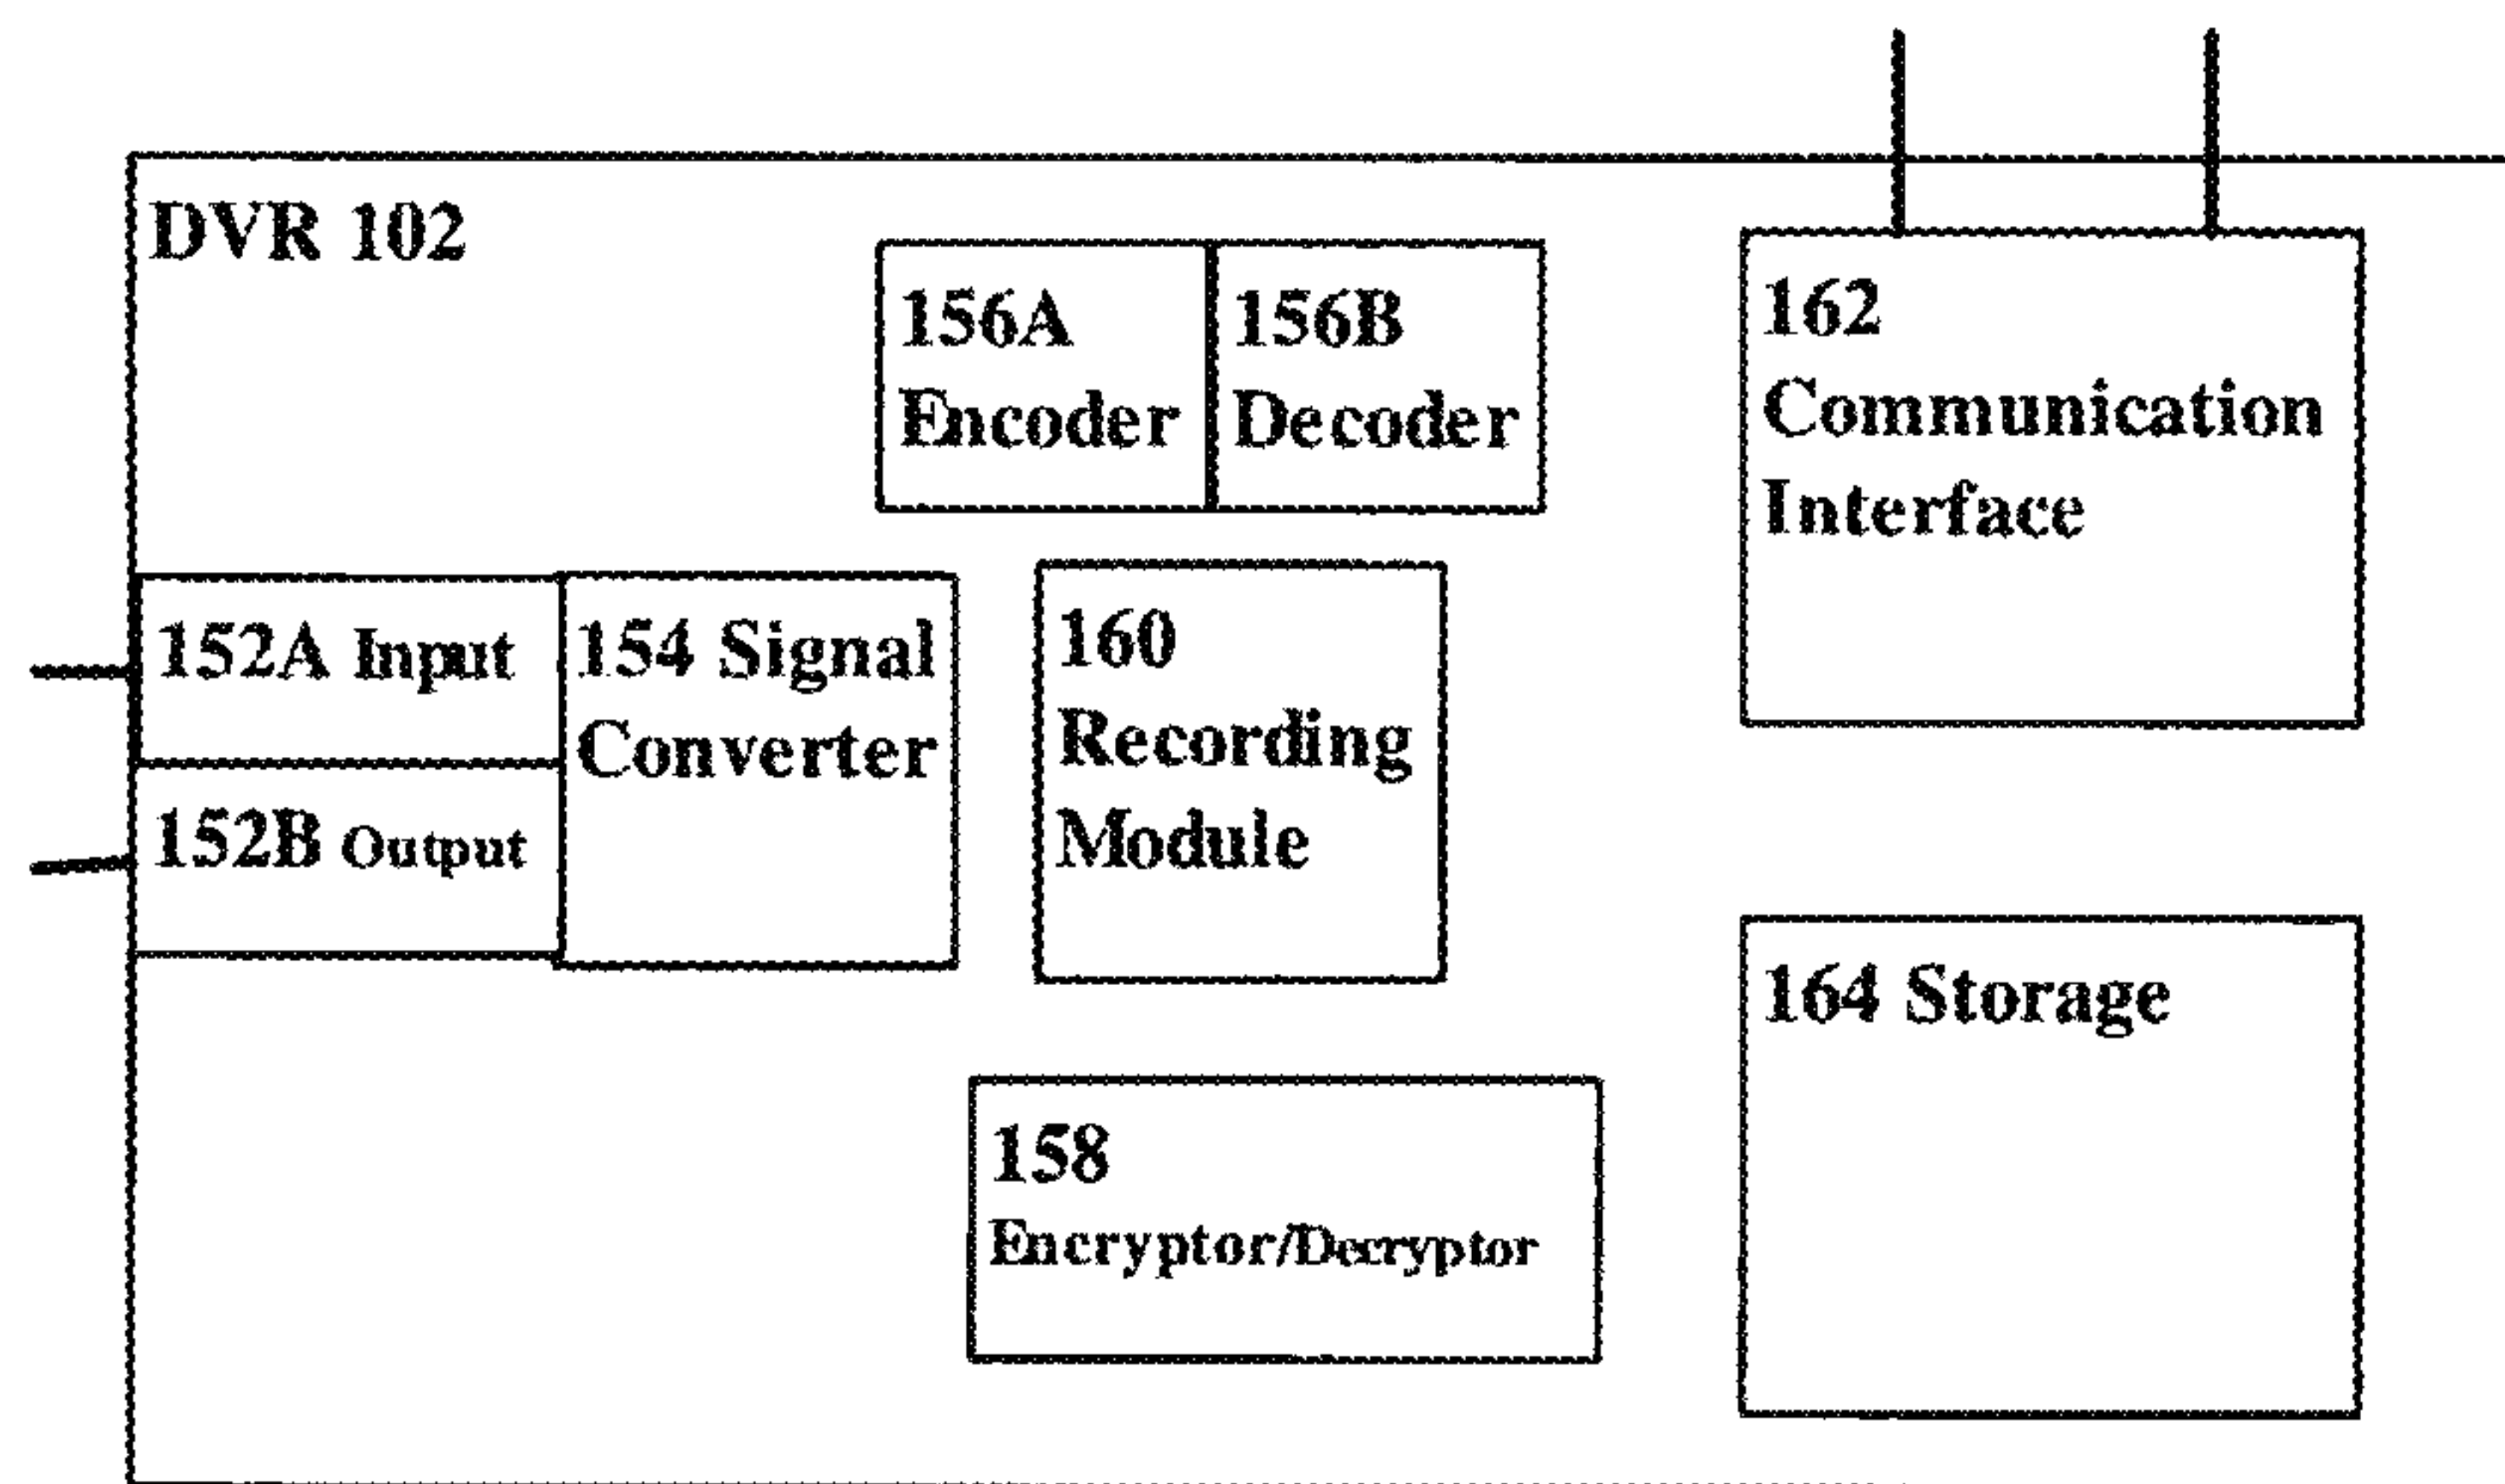 DVR 102
156A
Encoder
156B
Decoder
162
Communication
Interface
152A Input
154 Signal
Converter
152B Output
160
Recording
Module
164 Storage
158
Encryptor/Decryptor